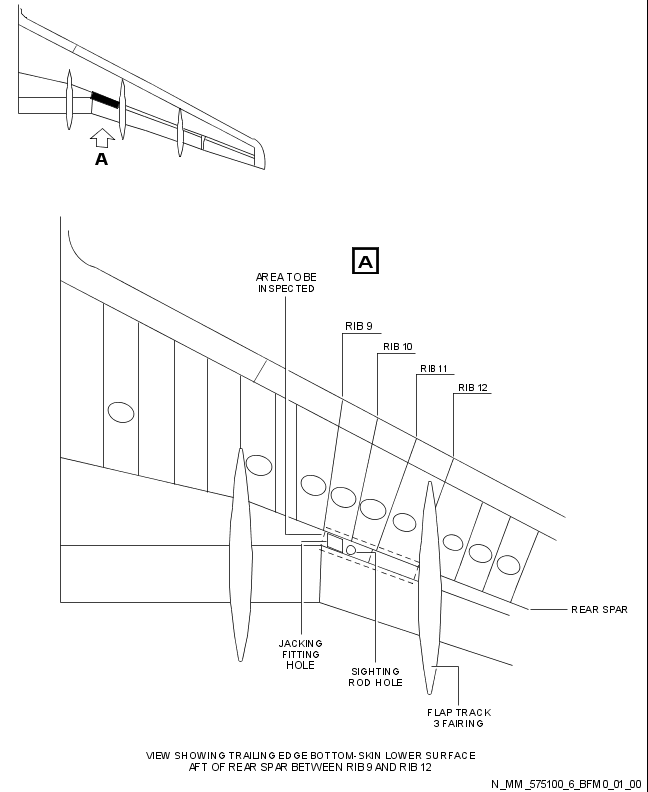 A
A
AREA TO BE
INSPECTED
RIB 9
RIB 10
RIB 11
RIB 12
REAR SPAR
JACKING
FITTING
HOLE
SIGHTING
ROD HOLE
FLAP TRACK
3 FAIRING
VIEW SHOWING TRAILING EDGE BOTTOM-SKIN LOWER SURFACE
AFT OF REAR SPAR BETWEEN RIB 9 AND RIB 12
N_MM_575100_6_BFM0_01_00